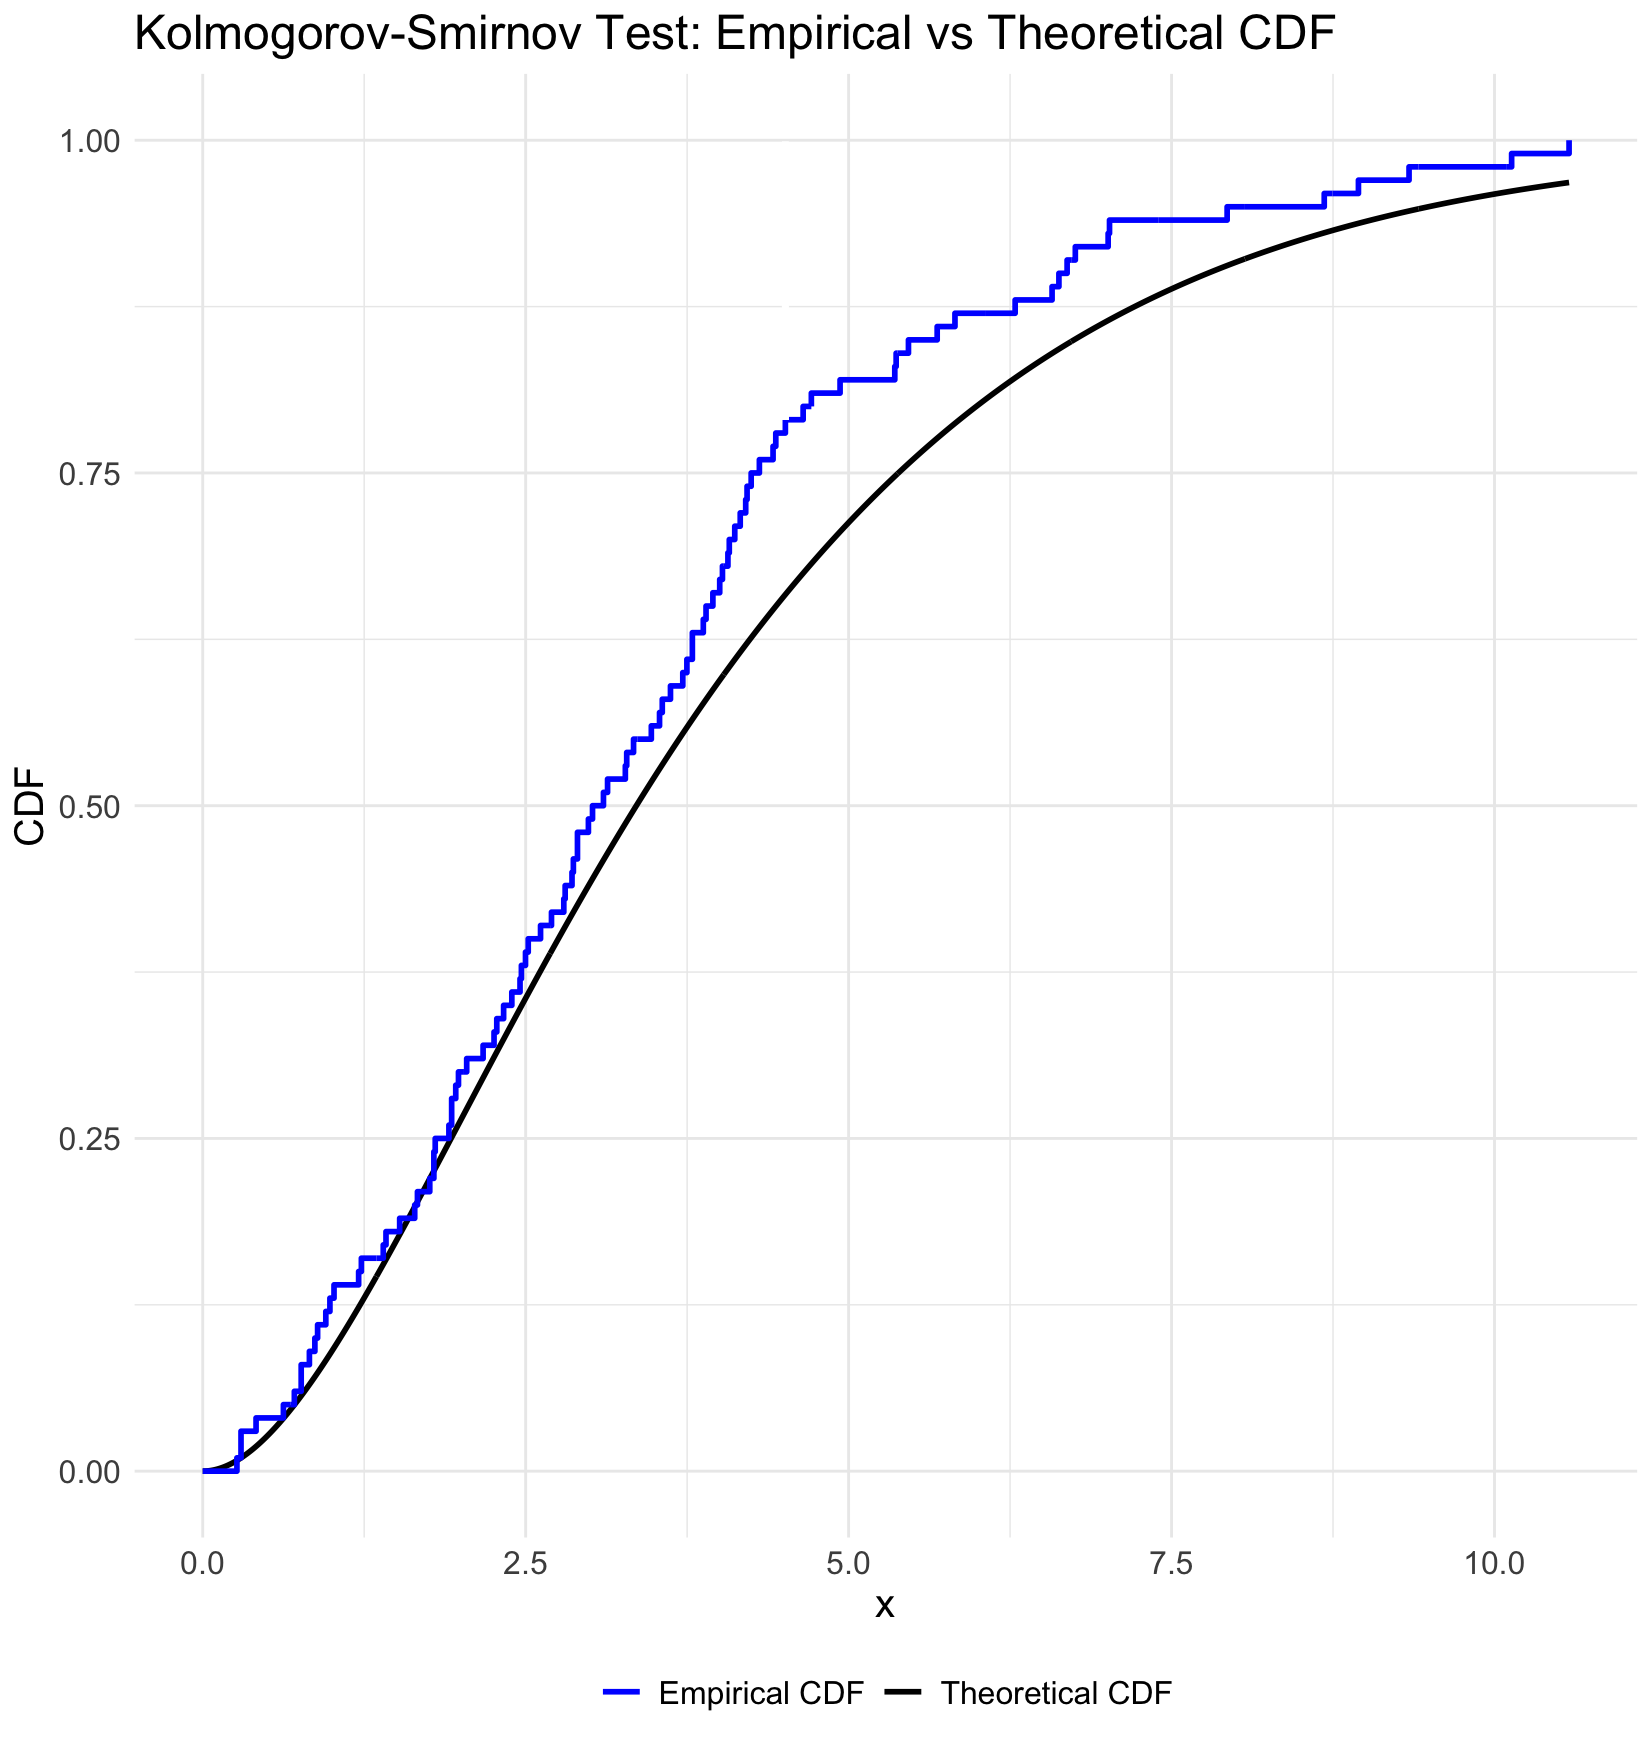 Kolmogorov-Smirnov Test: Empirical vs Theoretical CDF
1.00
0.75
0.50
0.25
0.00
CDF
0.0 2.5 5.0 7.5 10.0
x
Empirical CDF Theoretical CDF